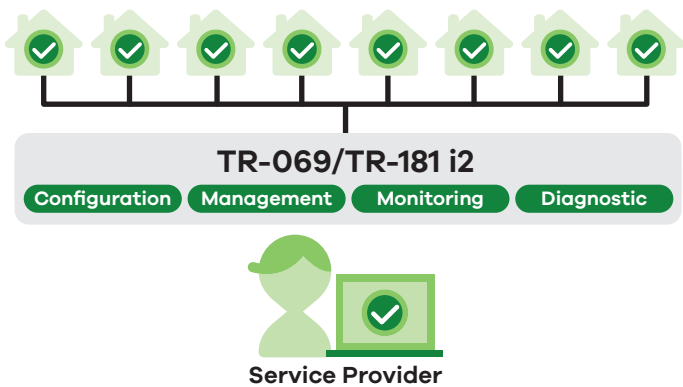 TR-069/TR-181 i2
Configuration Management Monitoring Diagnostic
Service Provider